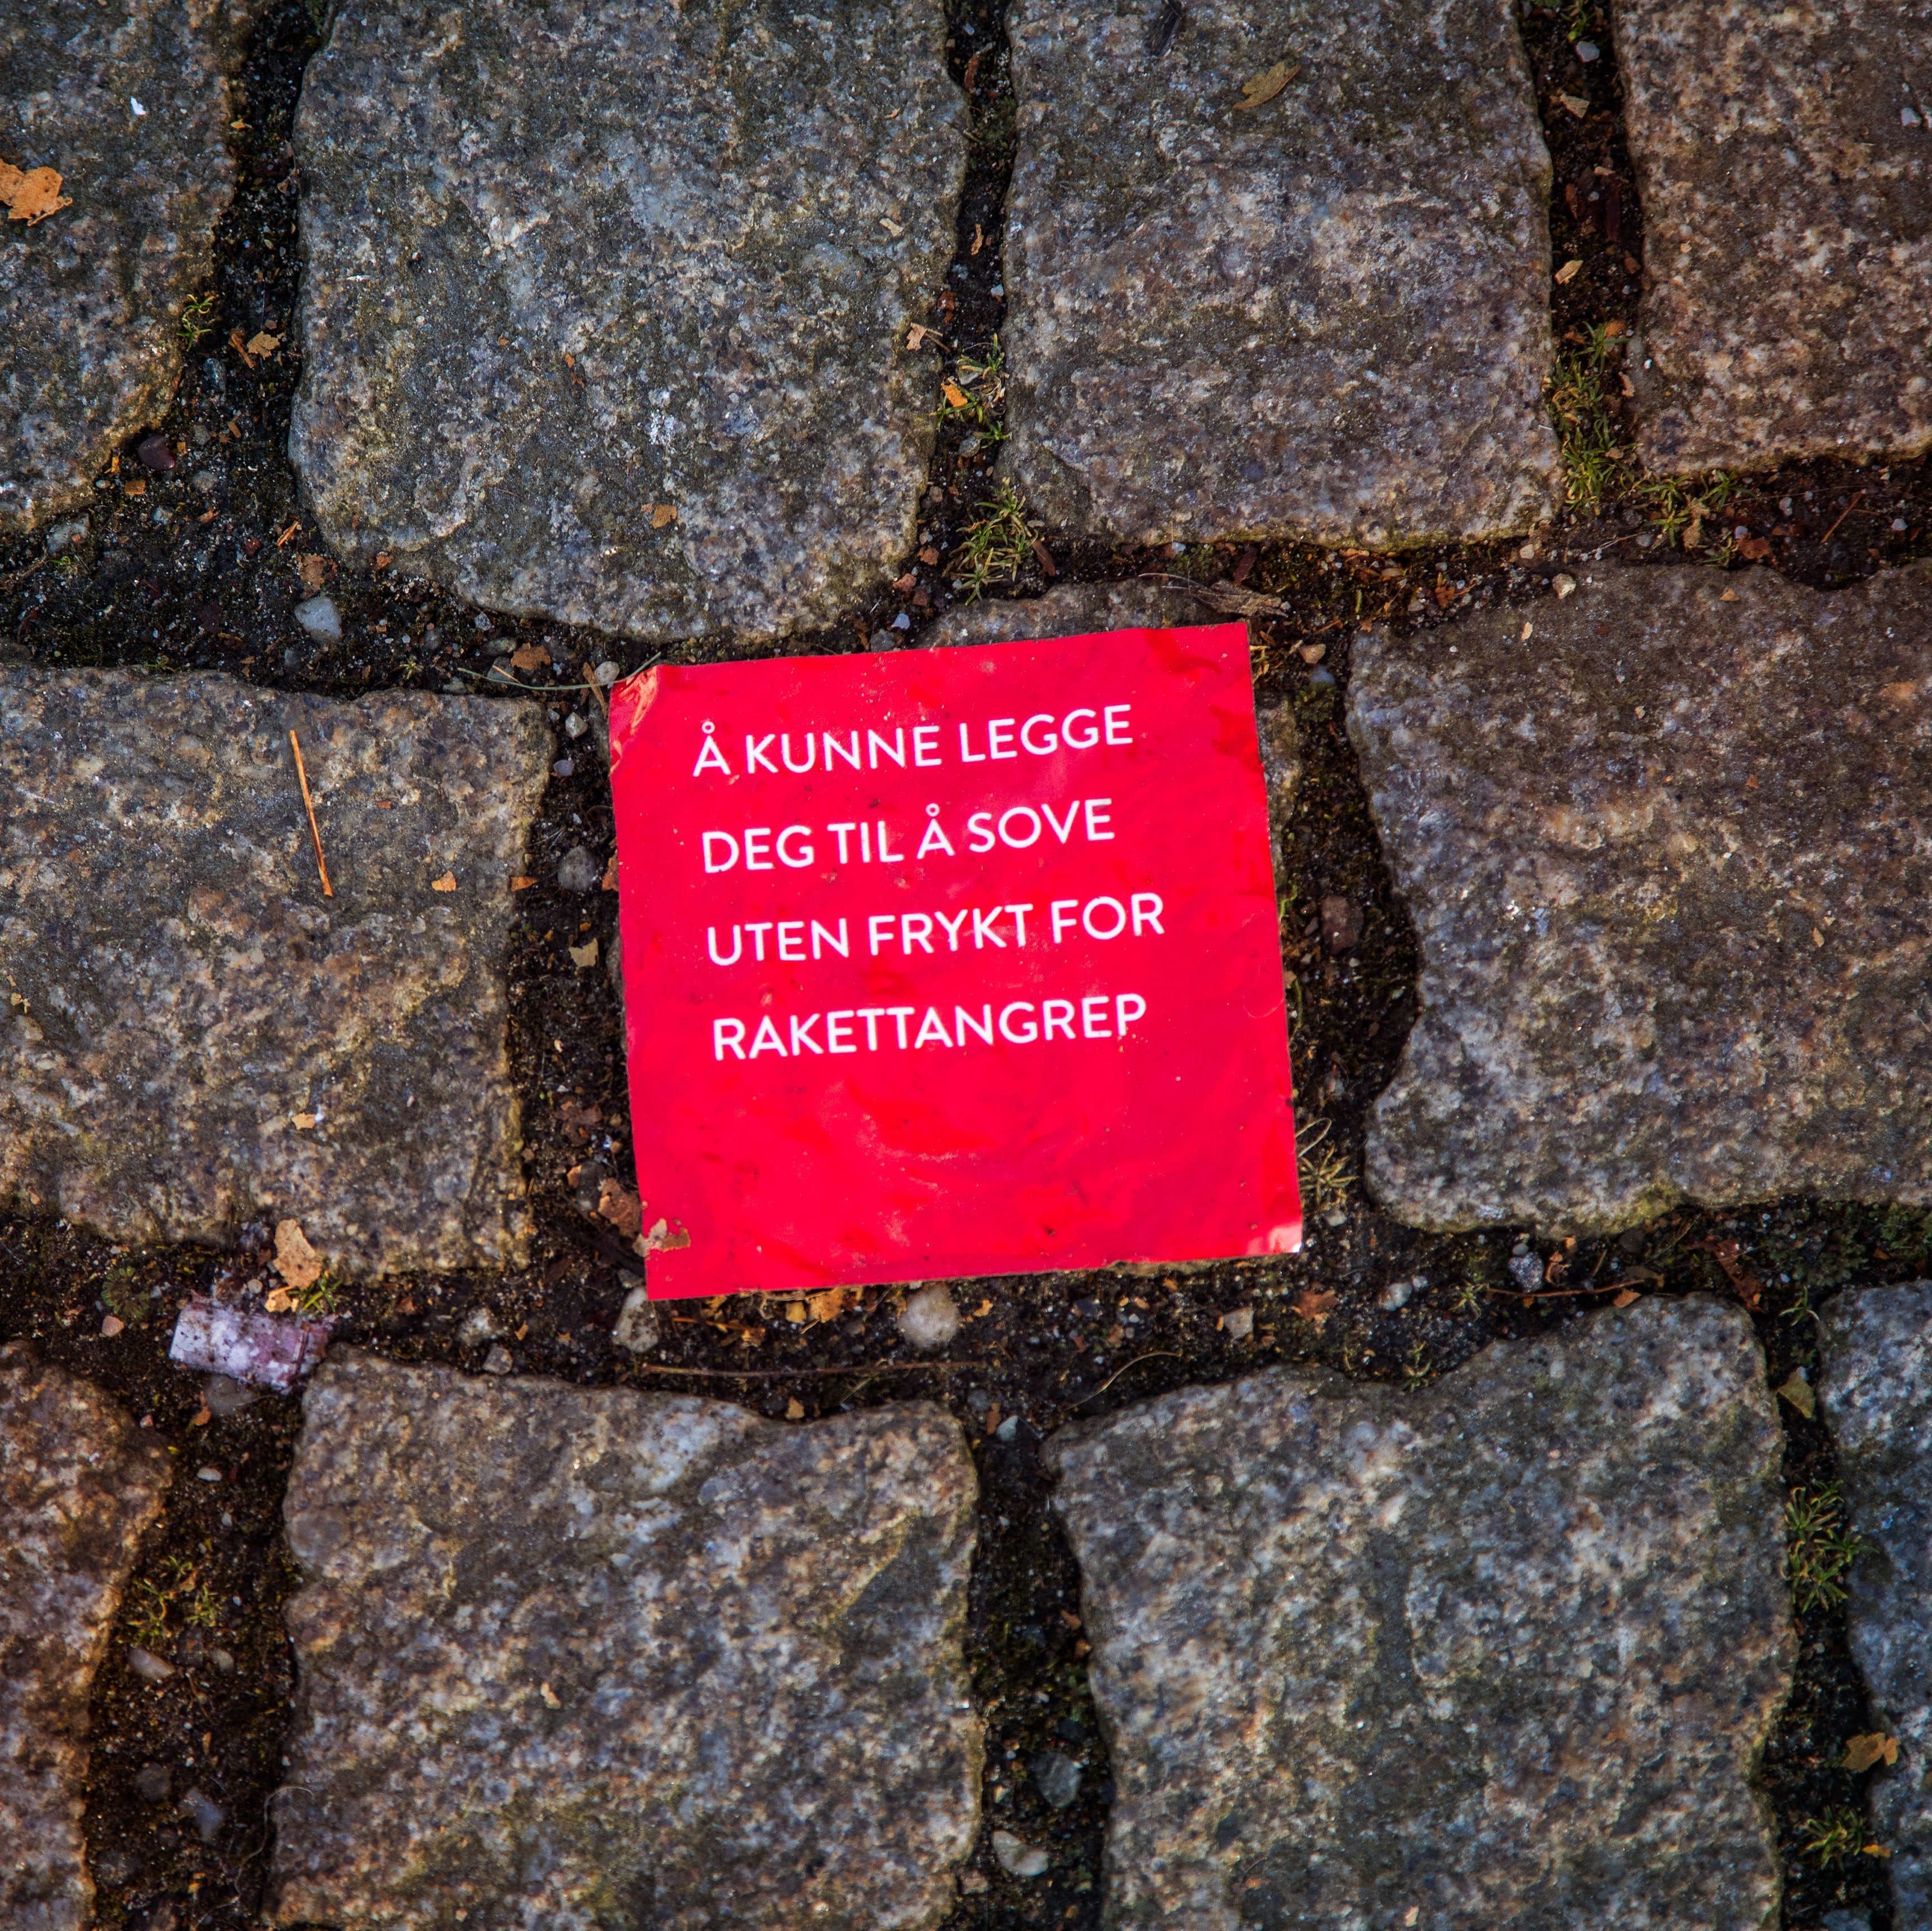 Å KUNNE LEGGE
DEG TIL Å SOVE
UTEN FRYKT FOR
RAKETTANGREP